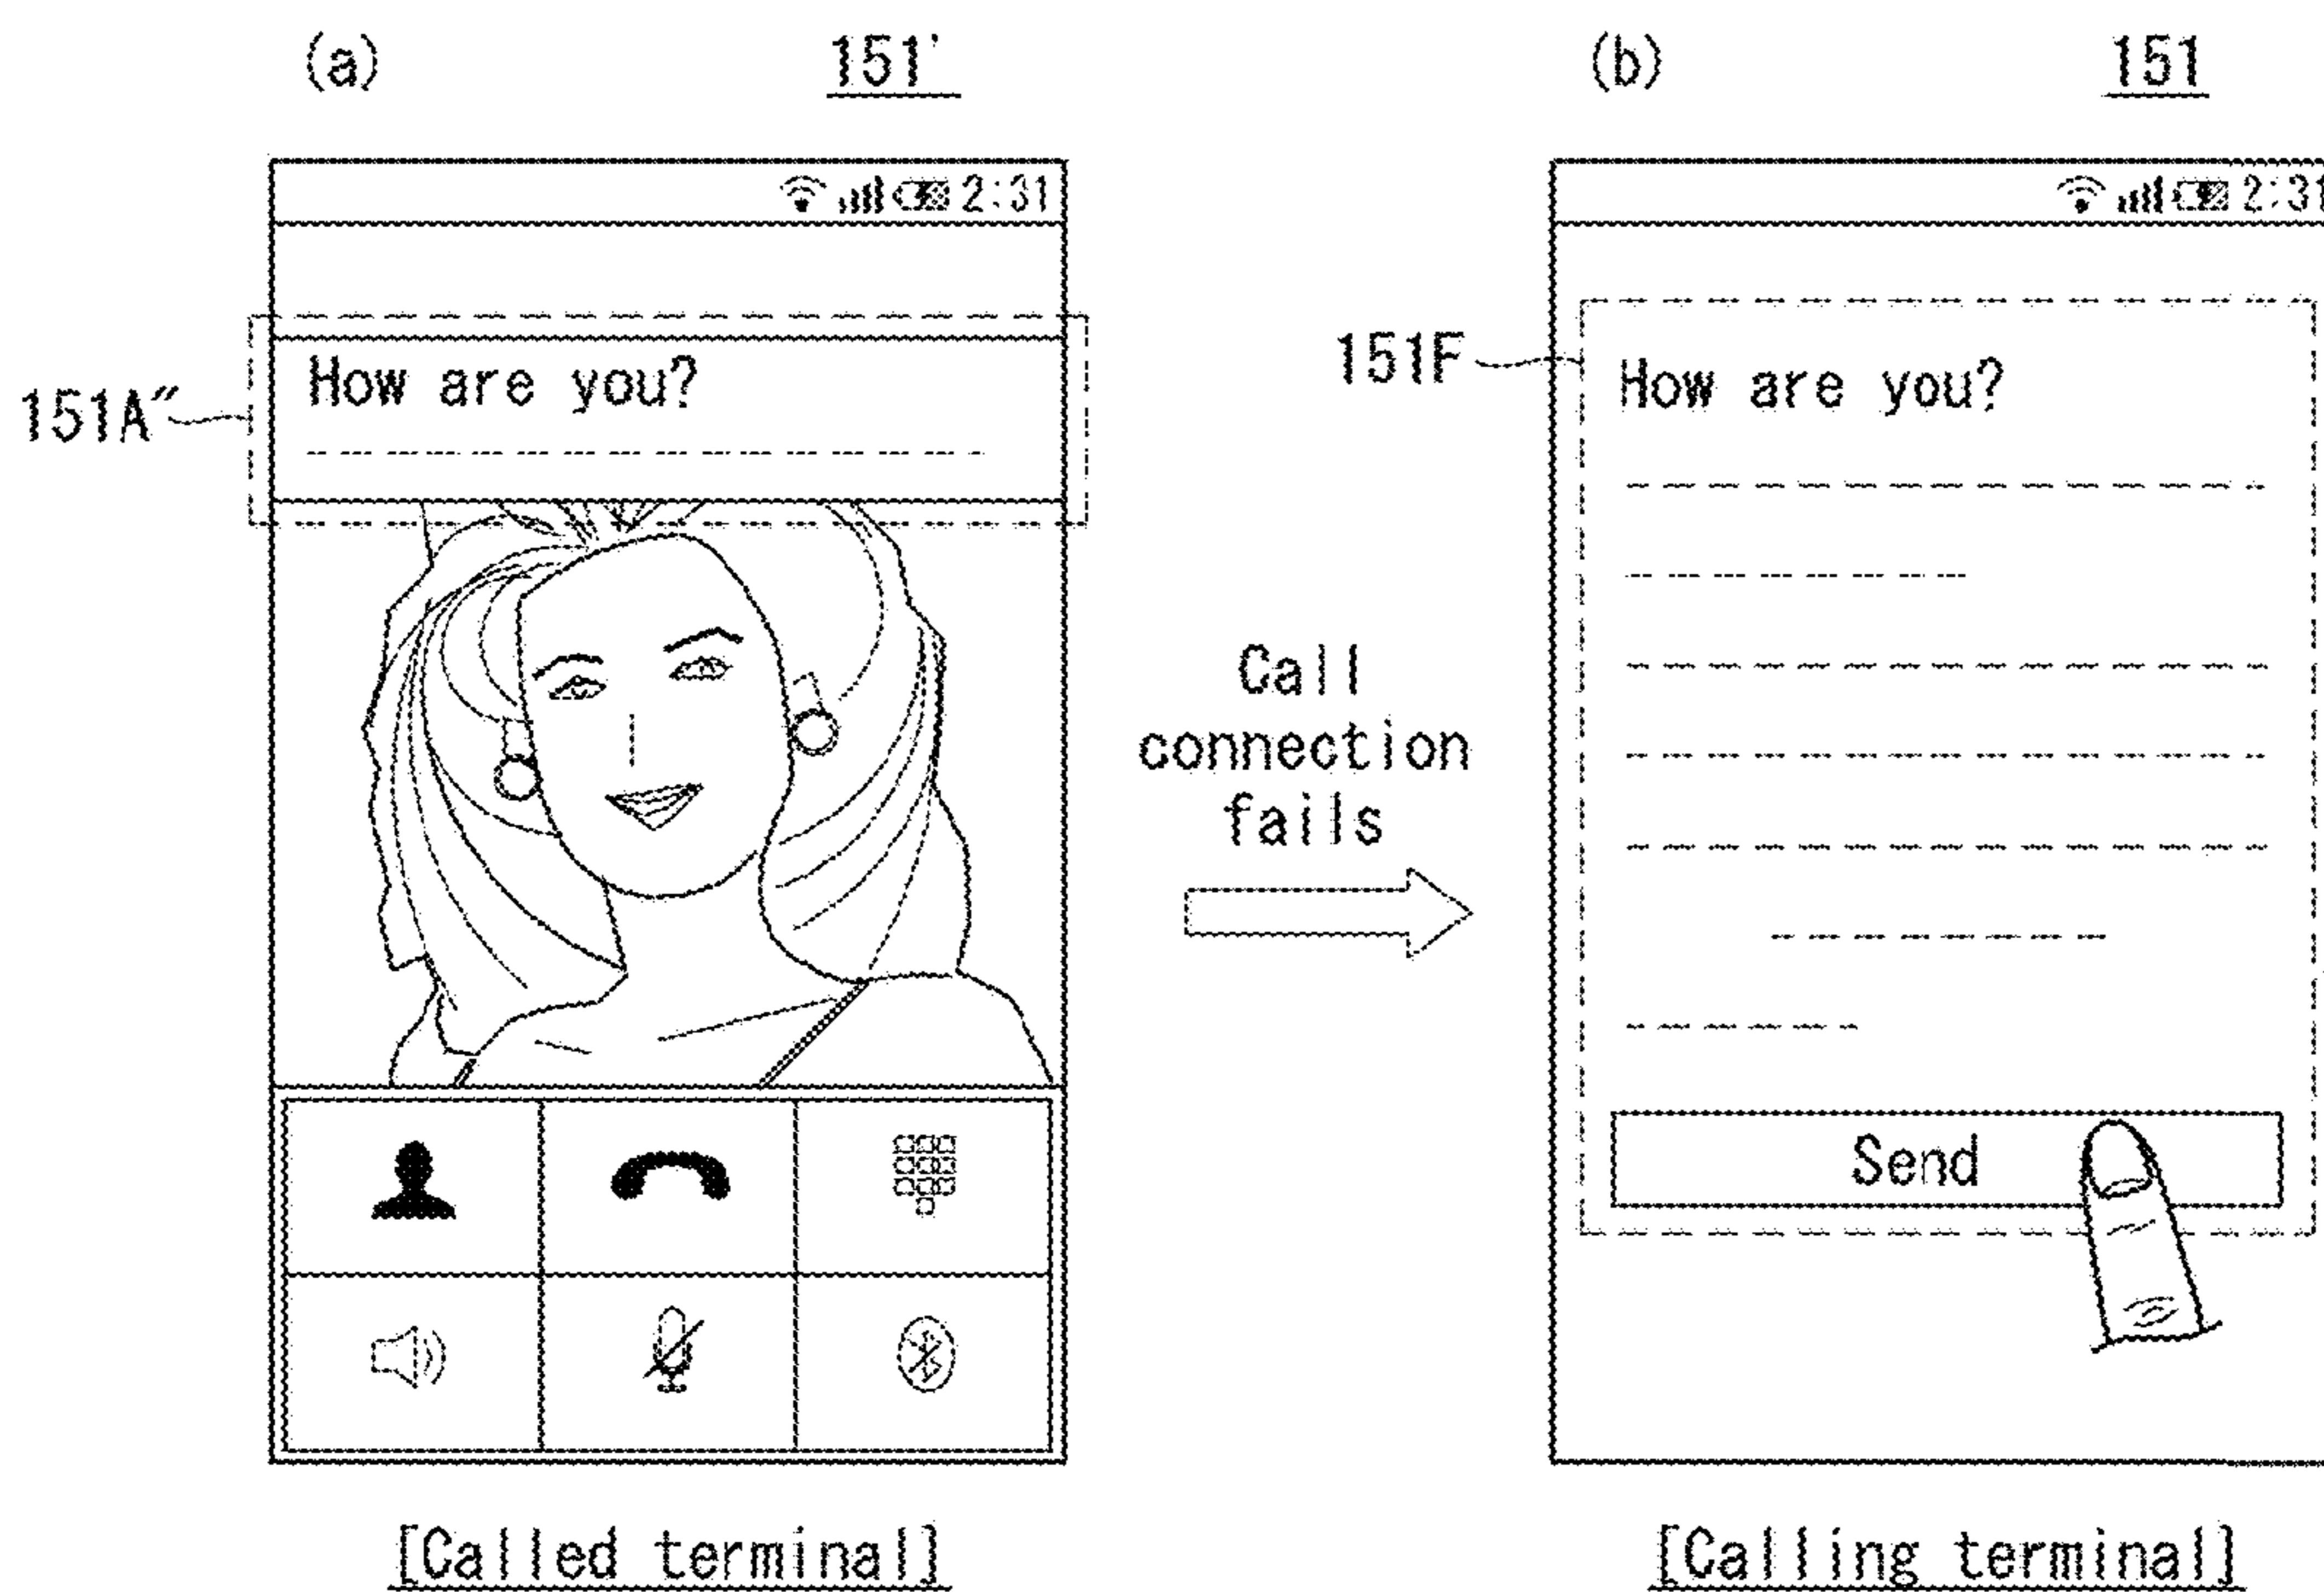 (a)
151'
2:31
How are you?
151A"
[Called terminal]
Call
connection
fails
(b)
151
2:31
151F
How are you?
Send
[Calling terminal]